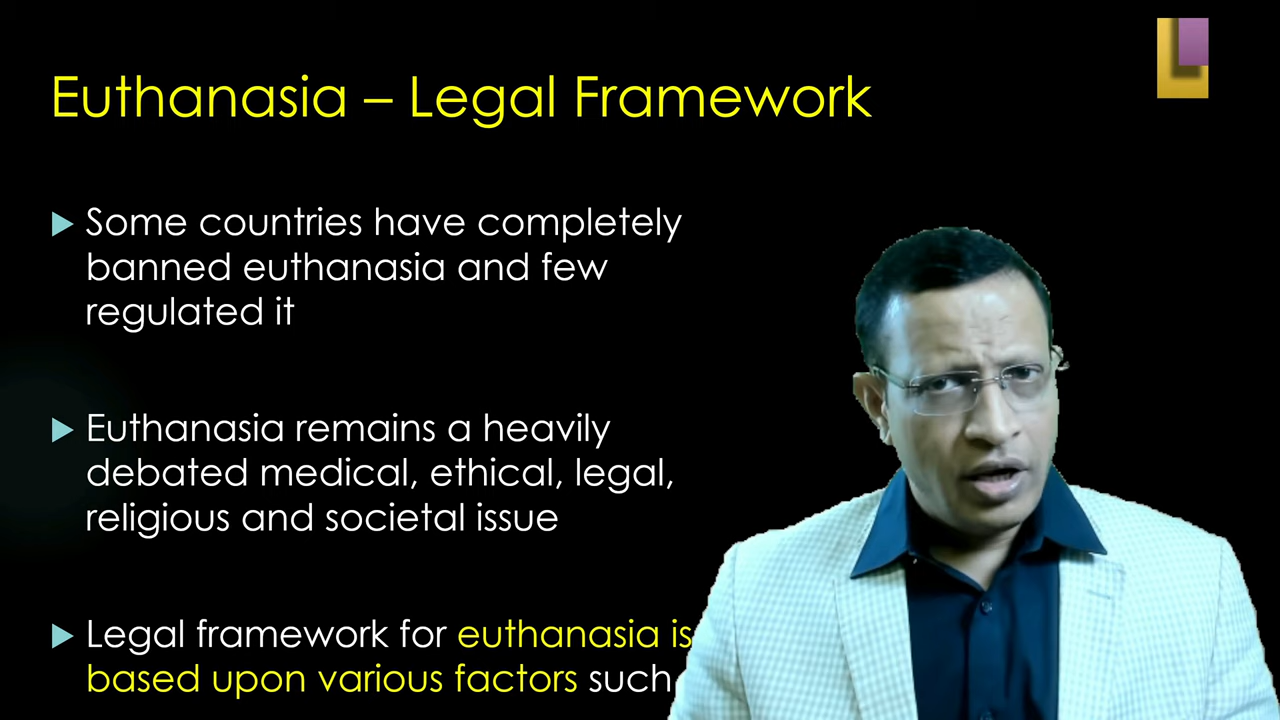 Euthanasia – Legal Framework
Some countries have completely
banned euthanasia and few
regulated it
Euthanasia remains a heavily
debated medical, ethical, legal,
religious and societal issue
Legal framework for euthanasia is
based upon various factors such